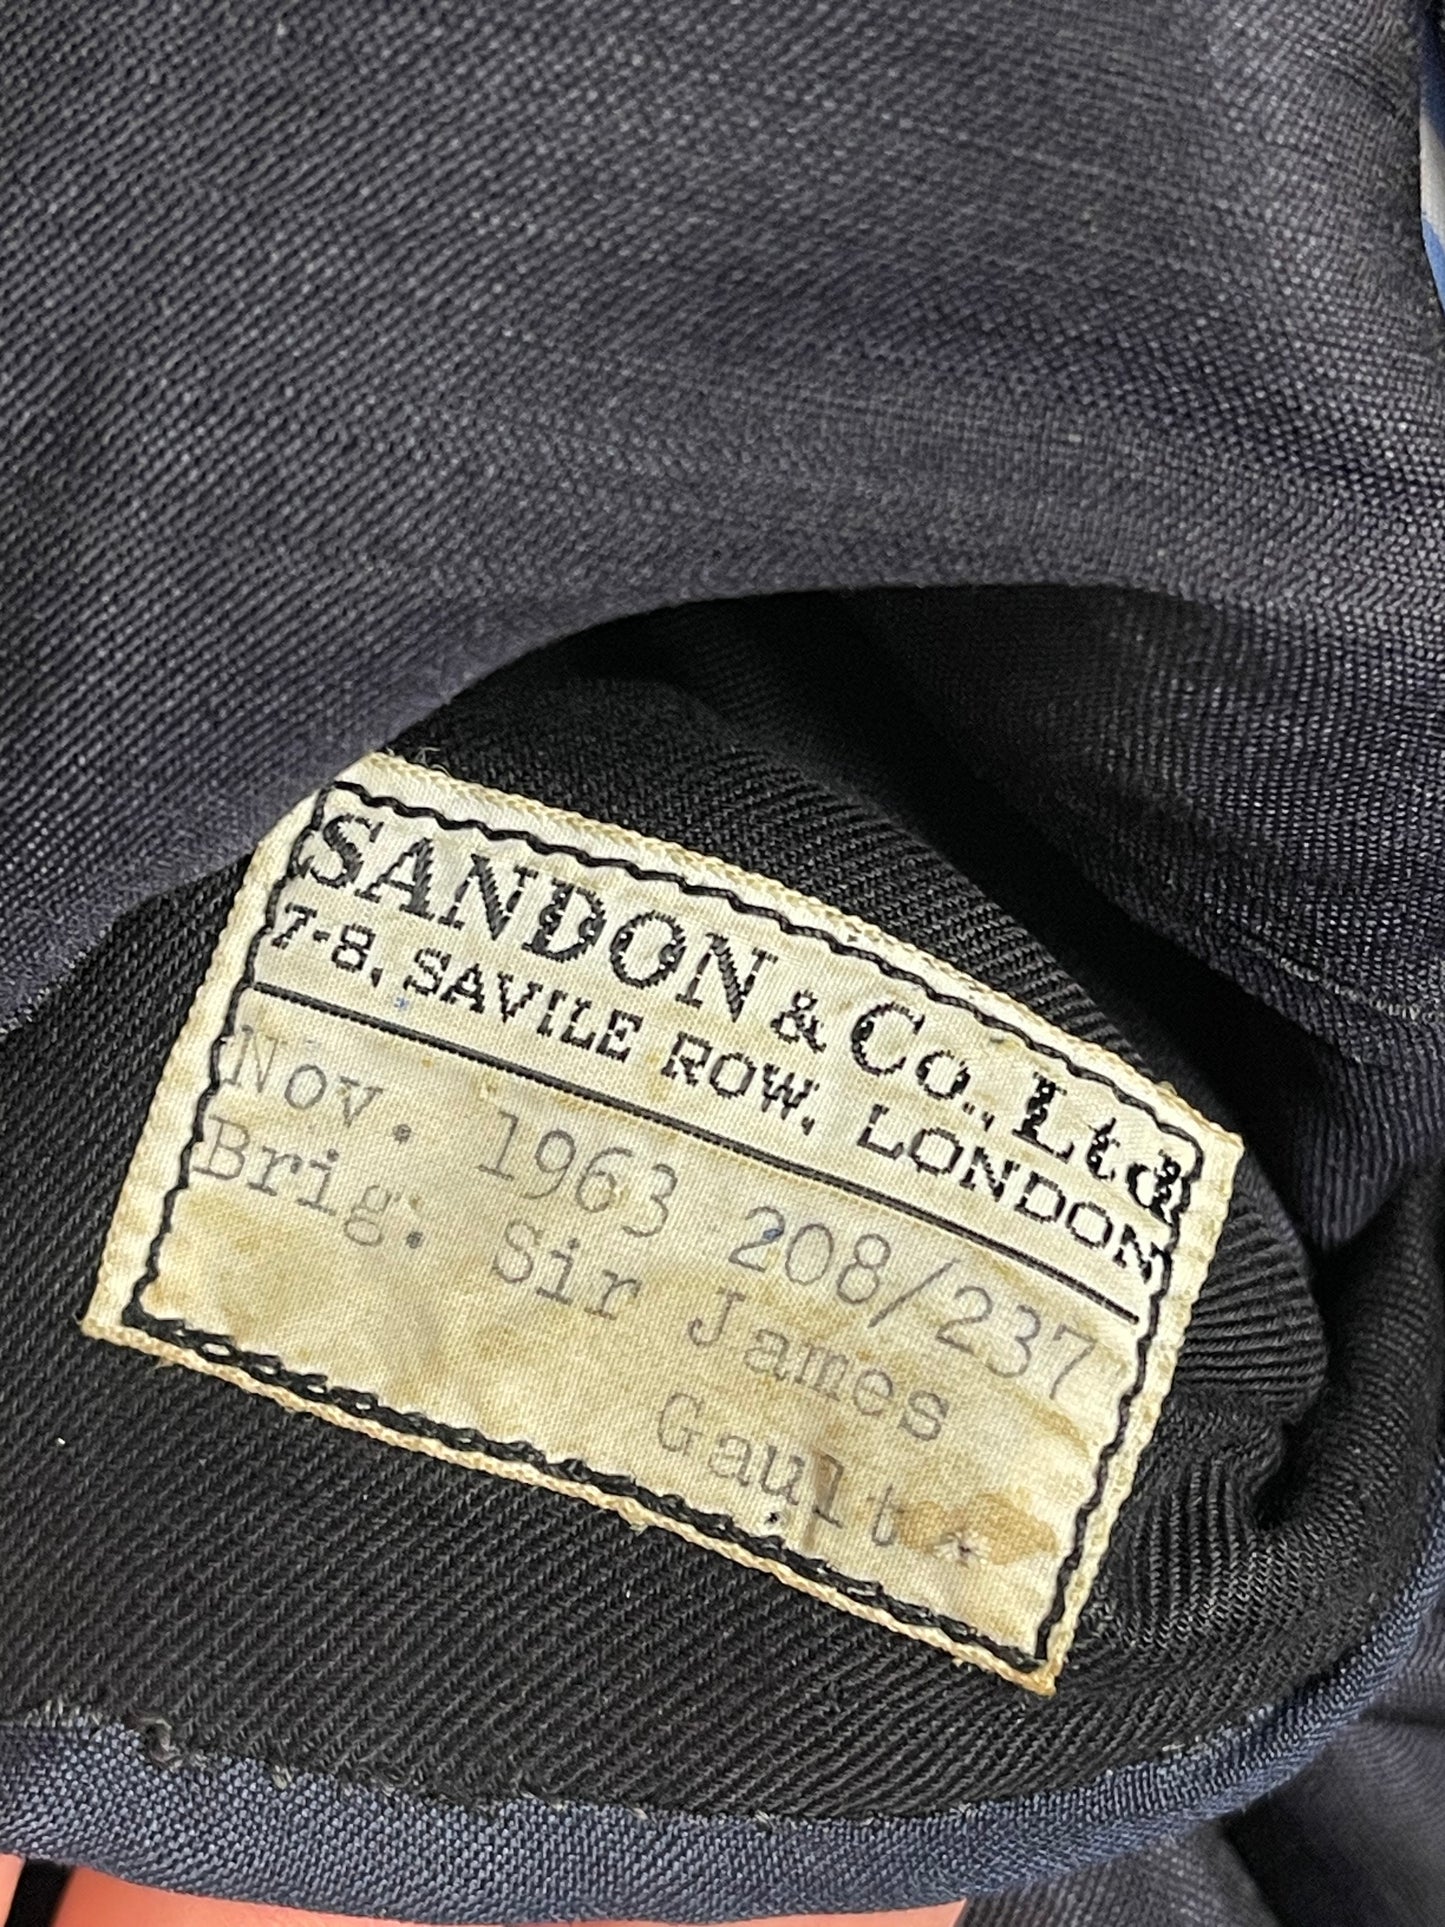 SANDON & Co., Ltd
7-8, SAVILE ROW, LONDON
Nov. 1963 208/237
Brig. Sir James
Gault*